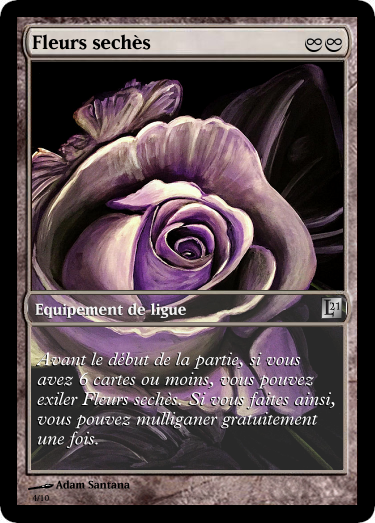 Fleurs sechès ∞∞
Equipement de ligue
Avant le début de la partie, si vous
avez 6 cartes ou moins, vous pouvez
exiler Fleurs sechès. Si vous faites ainsi,
vous pouvez mulliganer gratuitement
une fois.
Adam Santana
4/10